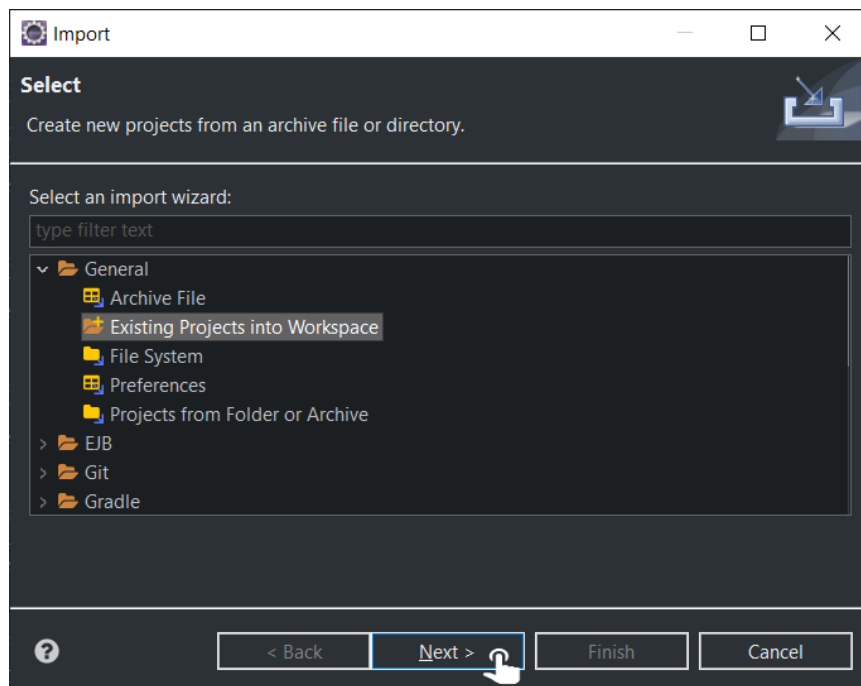 Import
Select
Create new projects from an archive file or directory.
Select an import wizard:
type filter text
General
Archive File
Existing Projects into Workspace
File System
Preferences
Projects from Folder or Archive
EJB
Git
Gradle
? < Back Next > Finish Cancel